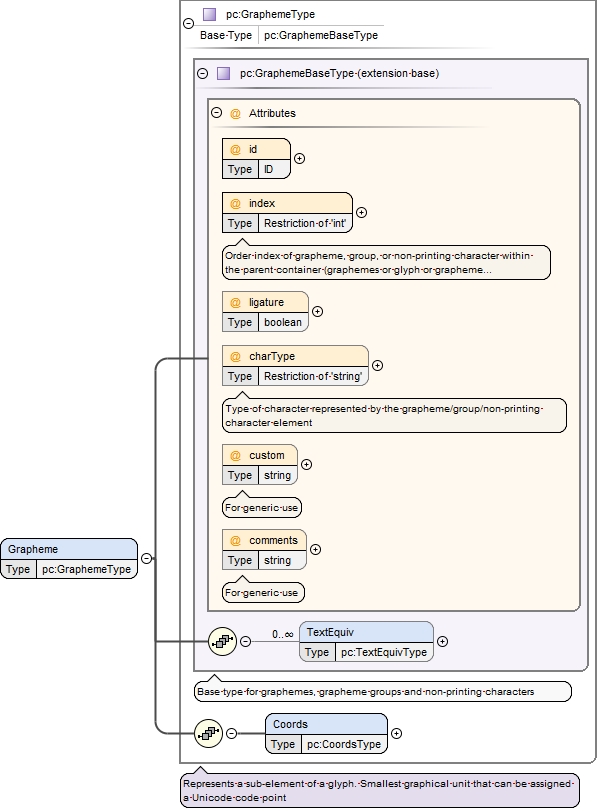 pc:GraphemeType
Base·Type pc:GraphemeBaseType
pc:GraphemeBaseType·(extension·base)
@ Attributes
@ id
Type ID
@ index
Type Restriction·of·'int'
Order·index·of·grapheme,·group,·or·non-printing·character·within·
the·parent·container·(graphemes·or·glyph·or·grapheme...
@ ligature
Type boolean
@ charType
Type Restriction·of·'string'
Type·of·character·represented·by·the·grapheme/group/non-printing·
character·element
@ custom
Type string
For·generic·use
@ comments
Type string
For·generic·use
Grapheme
Type pc:GraphemeType
0..∞
TextEquiv
Type pc:TextEquivType
Base·type·for·graphemes,·grapheme·groups·and·non-printing·characters
Coords
Type pc:CoordsType
Represents·a·sub-element·of·a·glyph.·Smallest·graphical·unit·that·can·be·assigned·
a·Unicode·code·point